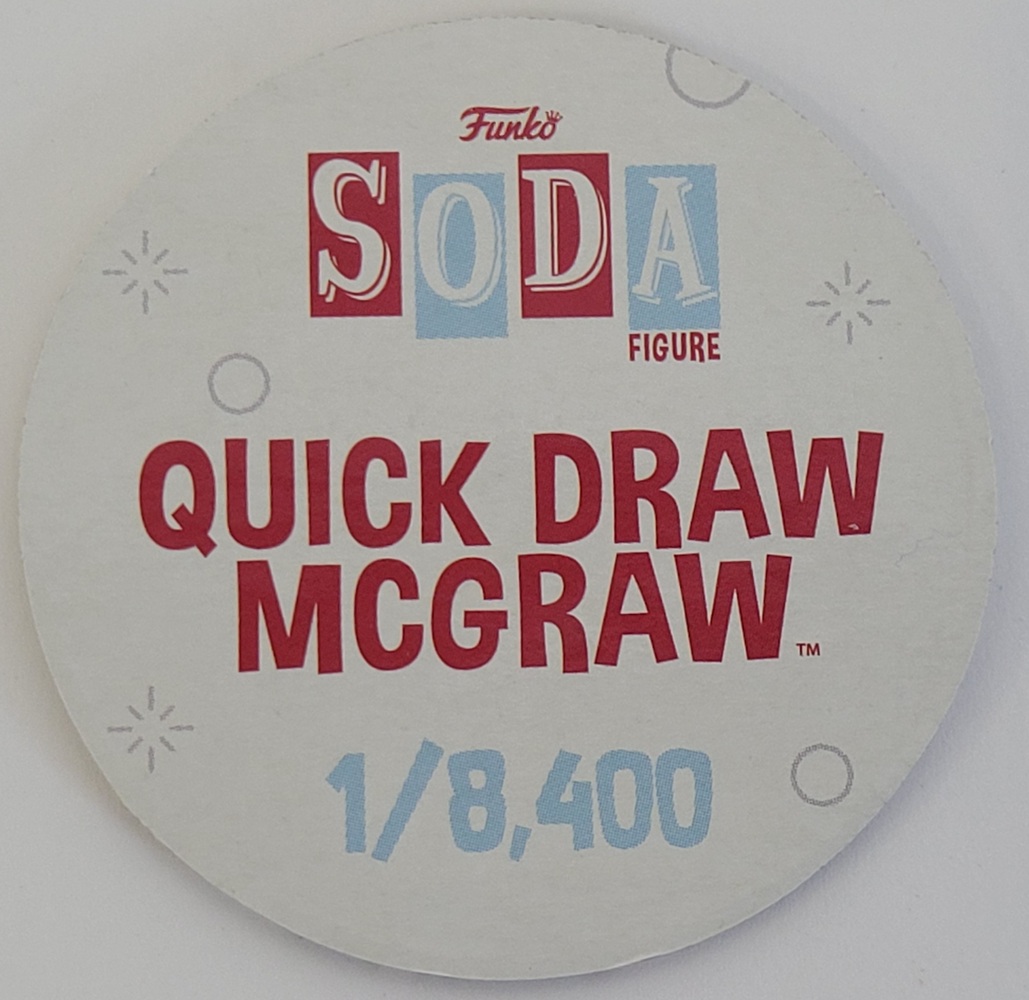 Funko
SODA
FIGURE
QUICK DRAW
MCGRAW™
1/8,400